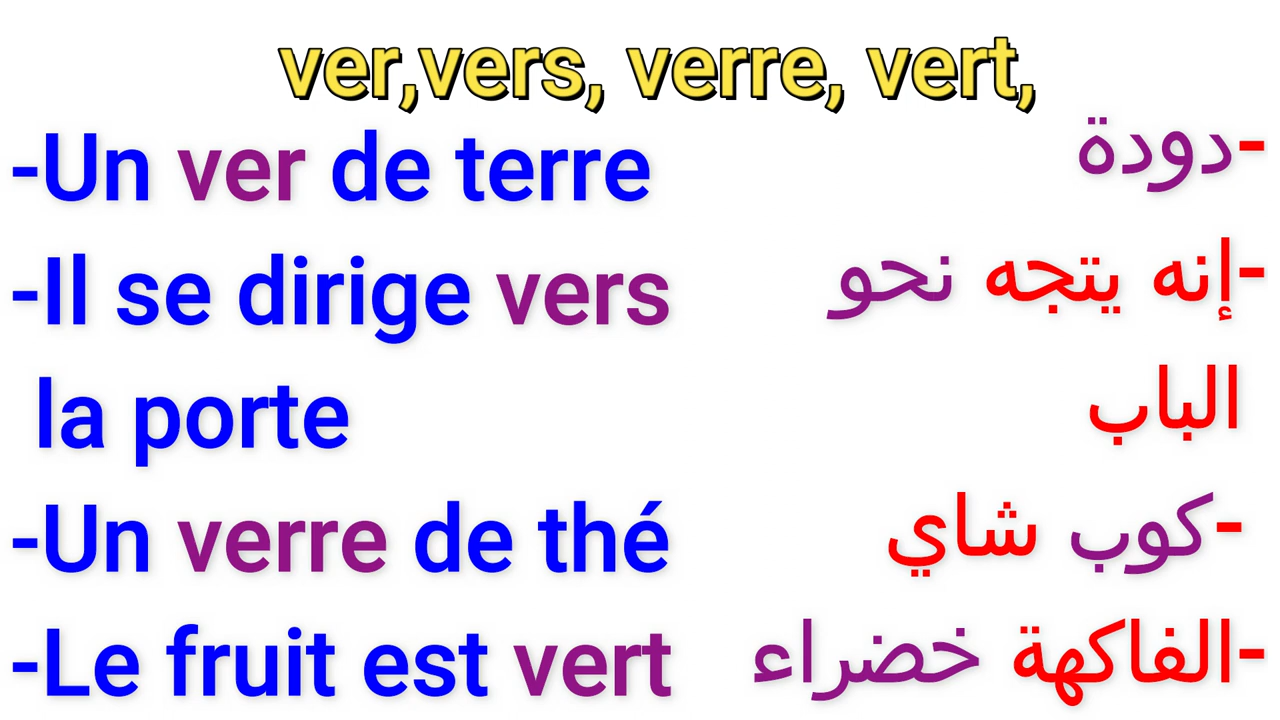 ver,vers, verre, vert,
-Un ver de terre
-دودة
-Il se dirige vers
-إنه يتجه نحو
la porte
الباب
-Un verre de thé
-كوب شاي
-Le fruit est vert
-الفاكهة خضراء